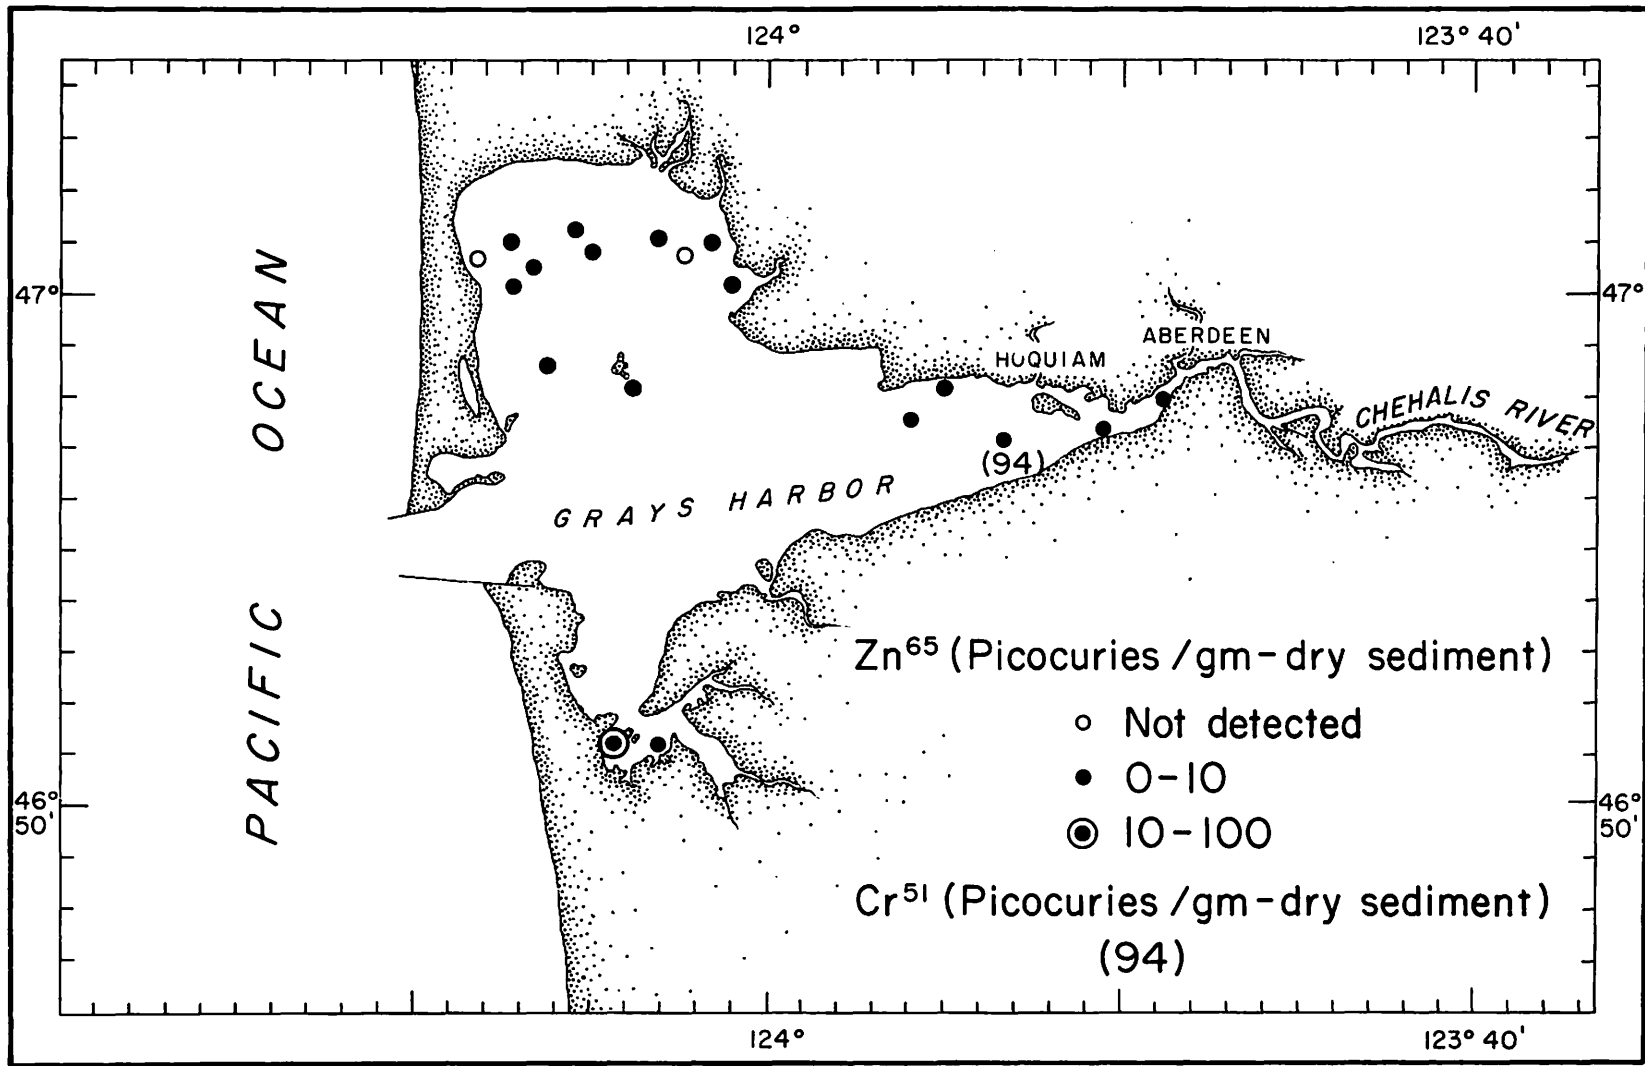 124° 123° 40'
47° 47°
PACIFIC OCEAN
HOQUIAM
ABERDEEN
CHEHALIS RIVER
(94)
GRAYS HARBOR
Zn⁶⁵ (Picocuries /gm-dry sediment)
Not detected
0-10
10-100
Cr⁵¹ (Picocuries /gm-dry sediment)
(94)
46° 50' 46° 50'
124° 123° 40'